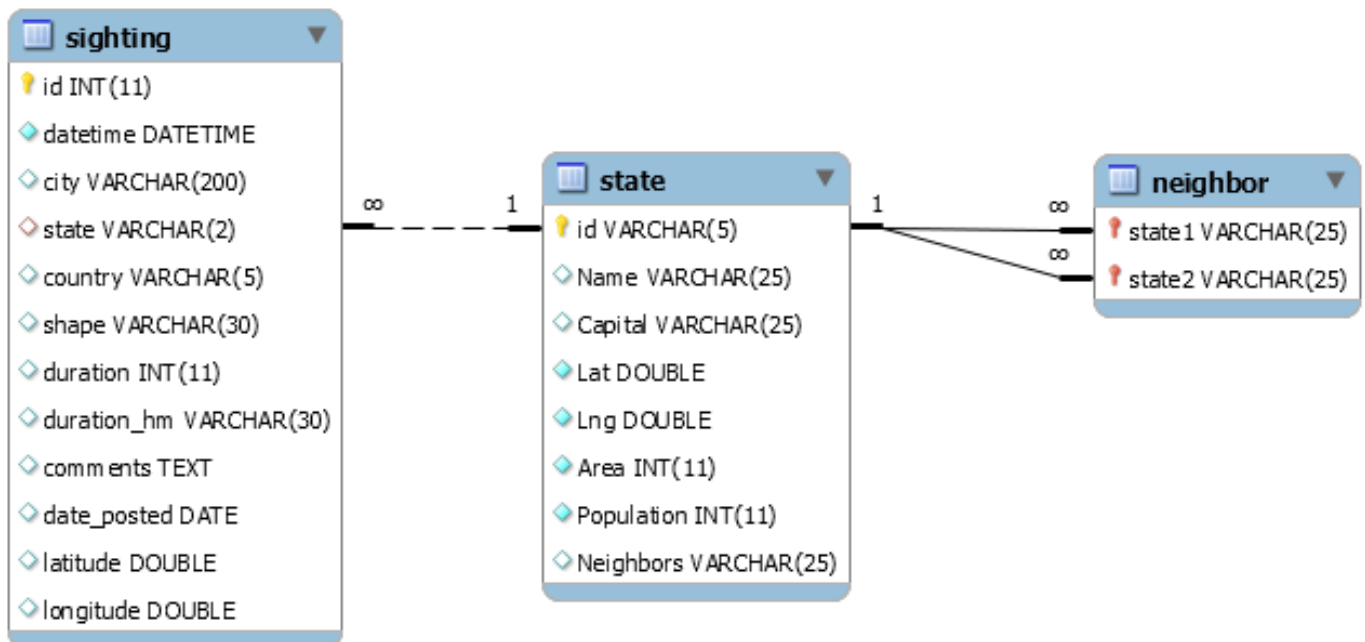 sighting
id INT(11)
datetime DATETIME
city VARCHAR(200)
state VARCHAR(2)
country VARCHAR(5)
shape VARCHAR(30)
duration INT(11)
duration_hm VARCHAR(30)
comments TEXT
date_posted DATE
latitude DOUBLE
longitude DOUBLE
∞
1
state
id VARCHAR(5)
Name VARCHAR(25)
Capital VARCHAR(25)
Lat DOUBLE
Lng DOUBLE
Area INT(11)
Population INT(11)
Neighbors VARCHAR(25)
1
∞
∞
neighbor
state1 VARCHAR(25)
state2 VARCHAR(25)